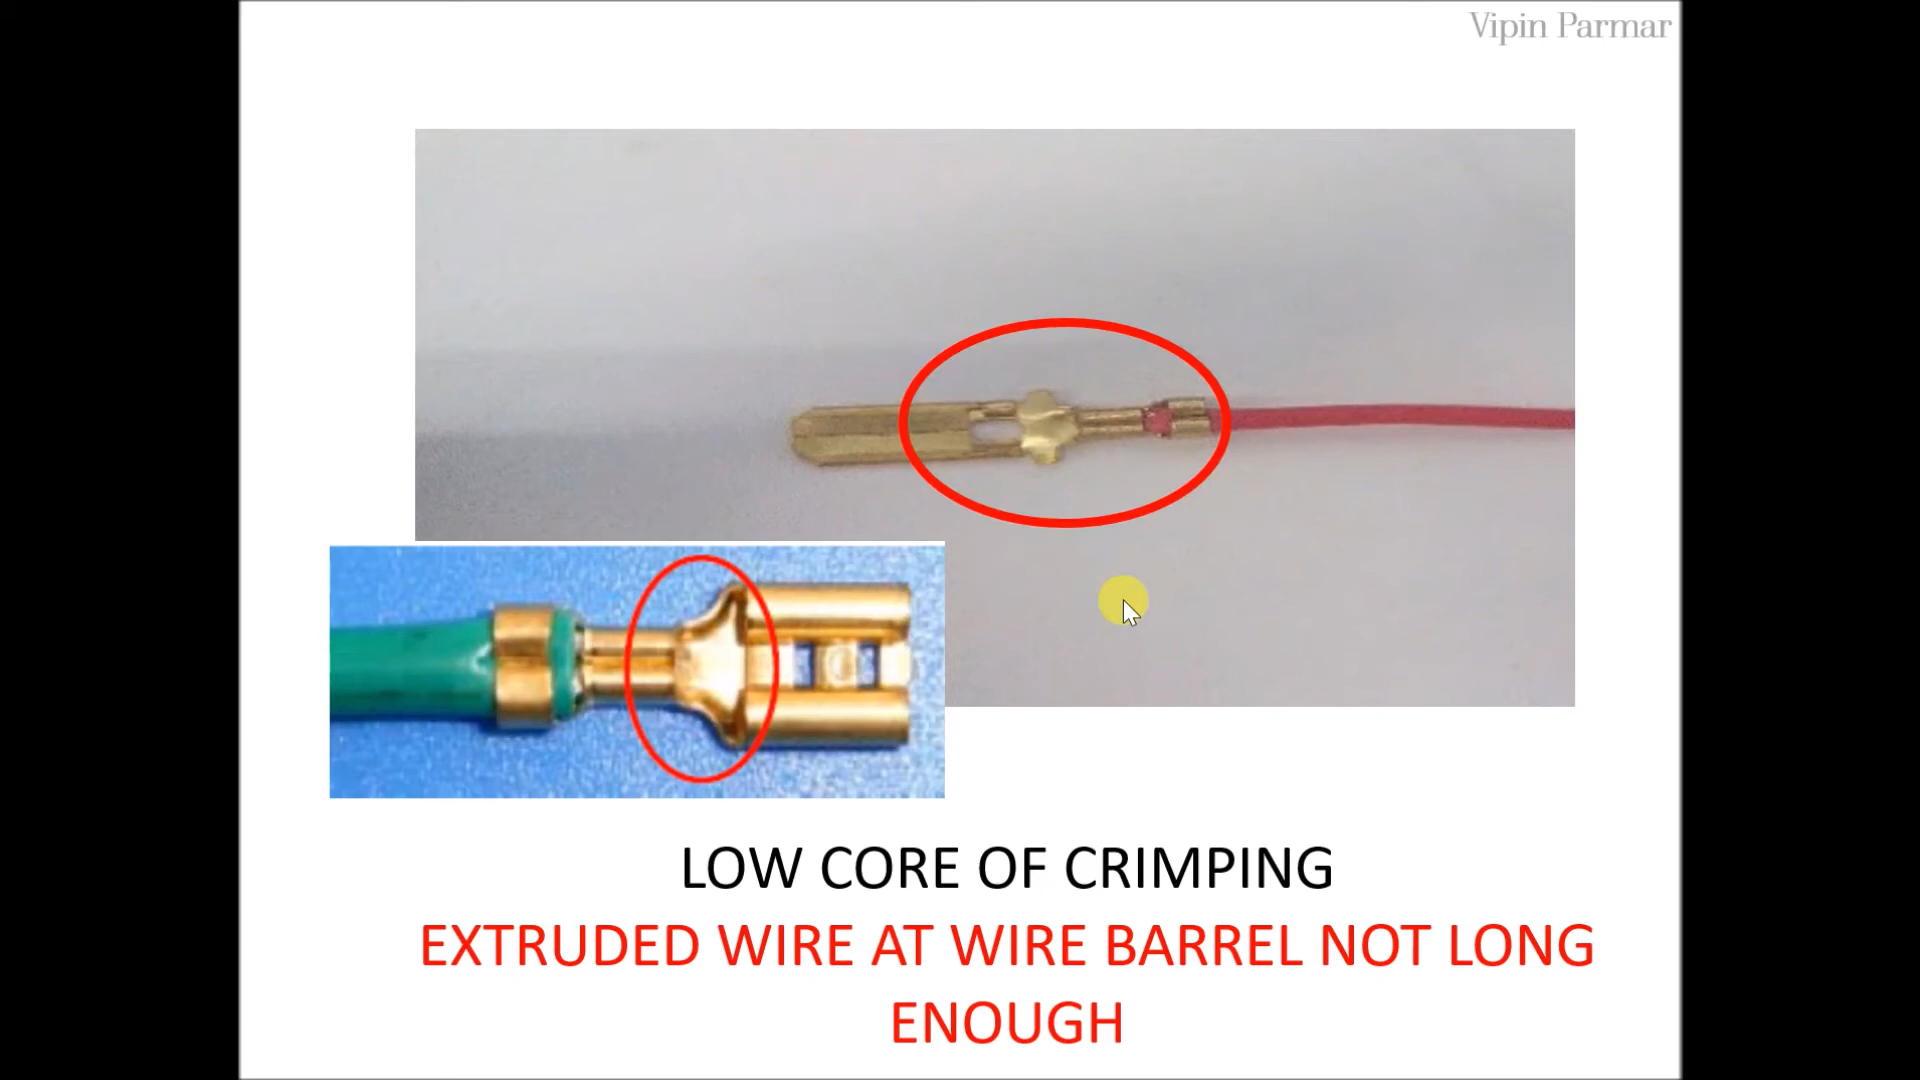 Vipin Parmar
LOW CORE OF CRIMPING
EXTRUDED WIRE AT WIRE BARREL NOT LONG
ENOUGH